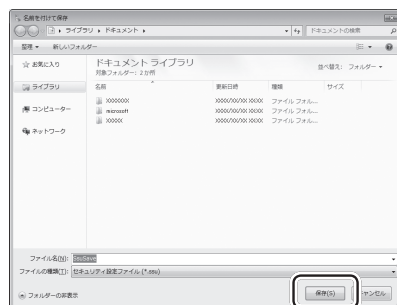 名前を付けて保存
ライブラリ ▸ ドキュメント ▸
ドキュメントの検索
整理 ▼ 新しいフォルダー
お気に入り
ライブラリ
コンピューター
ネットワーク
ドキュメント ライブラリ
対象フォルダー: 2 か所
並べ替え: フォルダー ▼
名前 更新日時 種類 サイズ
XXXXXXX XXXX/XX/XX XX:XX ファイル フォル...
microsoft XXXX/XX/XX XX:XX ファイル フォル...
XXXXX XXXX/XX/XX XX:XX ファイル フォル...
ファイル名(N):
ファイルの種類(T): セキュリティ設定ファイル (*.ssu)
フォルダーの非表示
保存(S)
キャンセル